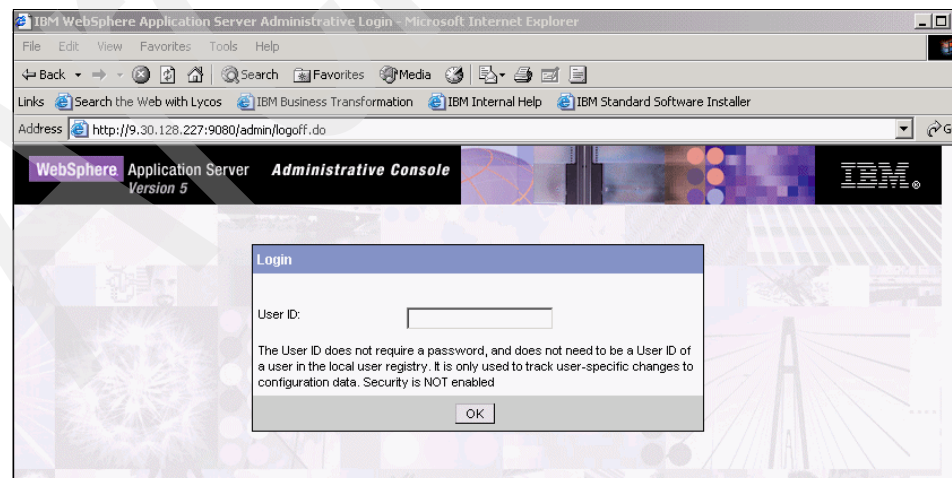 IBM WebSphere Application Server Administrative Login - Microsoft Internet Explorer
File Edit View Favorites Tools Help
Back Search Favorites Media
Links Search the Web with Lycos IBM Business Transformation IBM Internal Help IBM Standard Software Installer
Address http://9.30.128.227:9080/admin/logoff.do G
WebSphere Application Server Administrative Console
Version 5
IBM®
Login
User ID:
The User ID does not require a password, and does not need to be a User ID of
a user in the local user registry. It is only used to track user-specific changes to
configuration data. Security is NOT enabled
OK